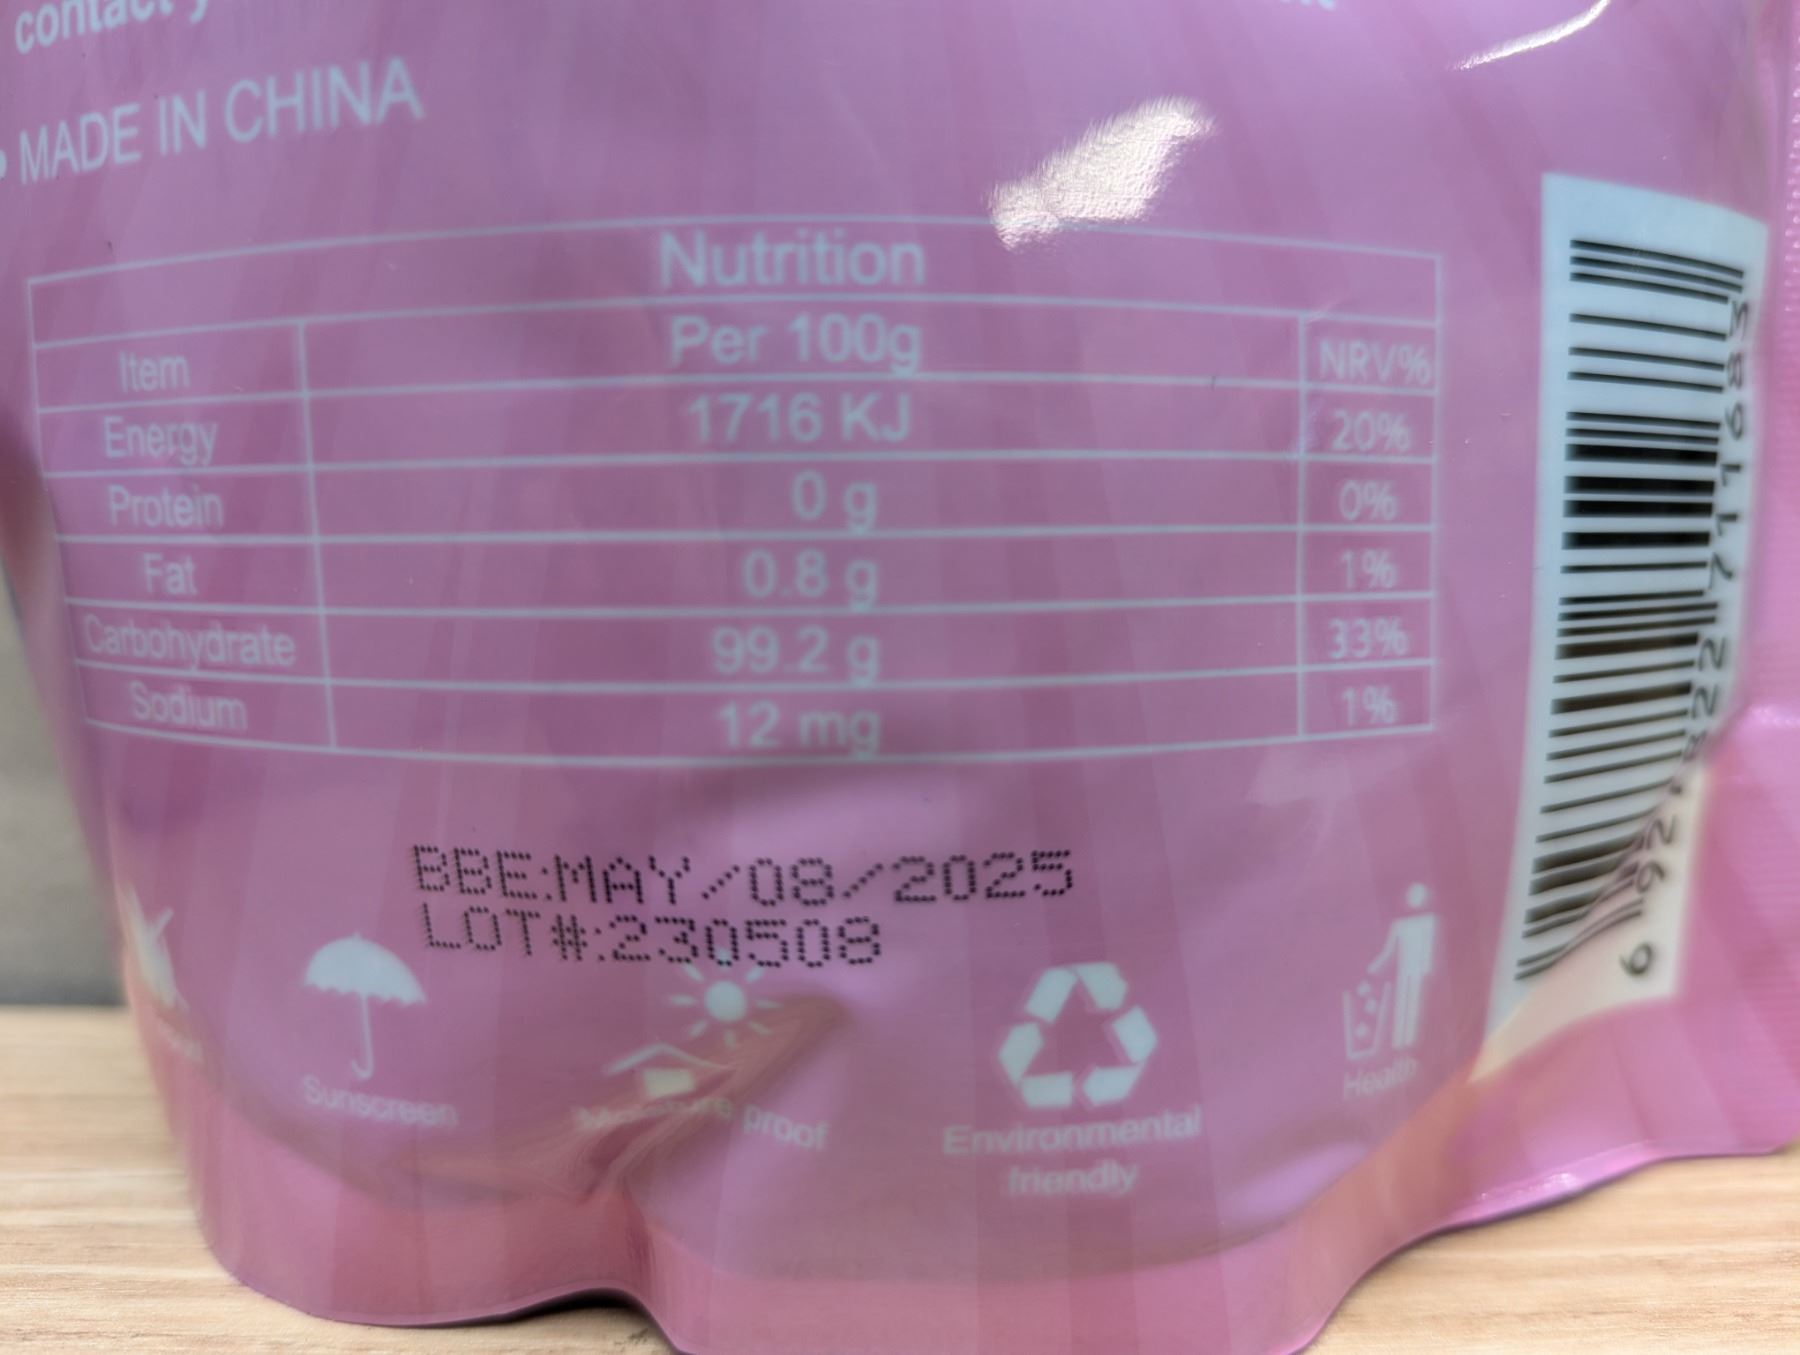 contact
MADE IN CHINA
Nutrition
Item Per 100g NRV%
Energy 1716 KJ 20%
Protein 0 g 0%
Fat 0.8 g 1%
Carbohydrate 99.2 g 33%
Sodium 12 mg 1%
BBE:MAY/08/2025
LOT#:230508
Sunscreen
proof
Environmental
friendly
Health